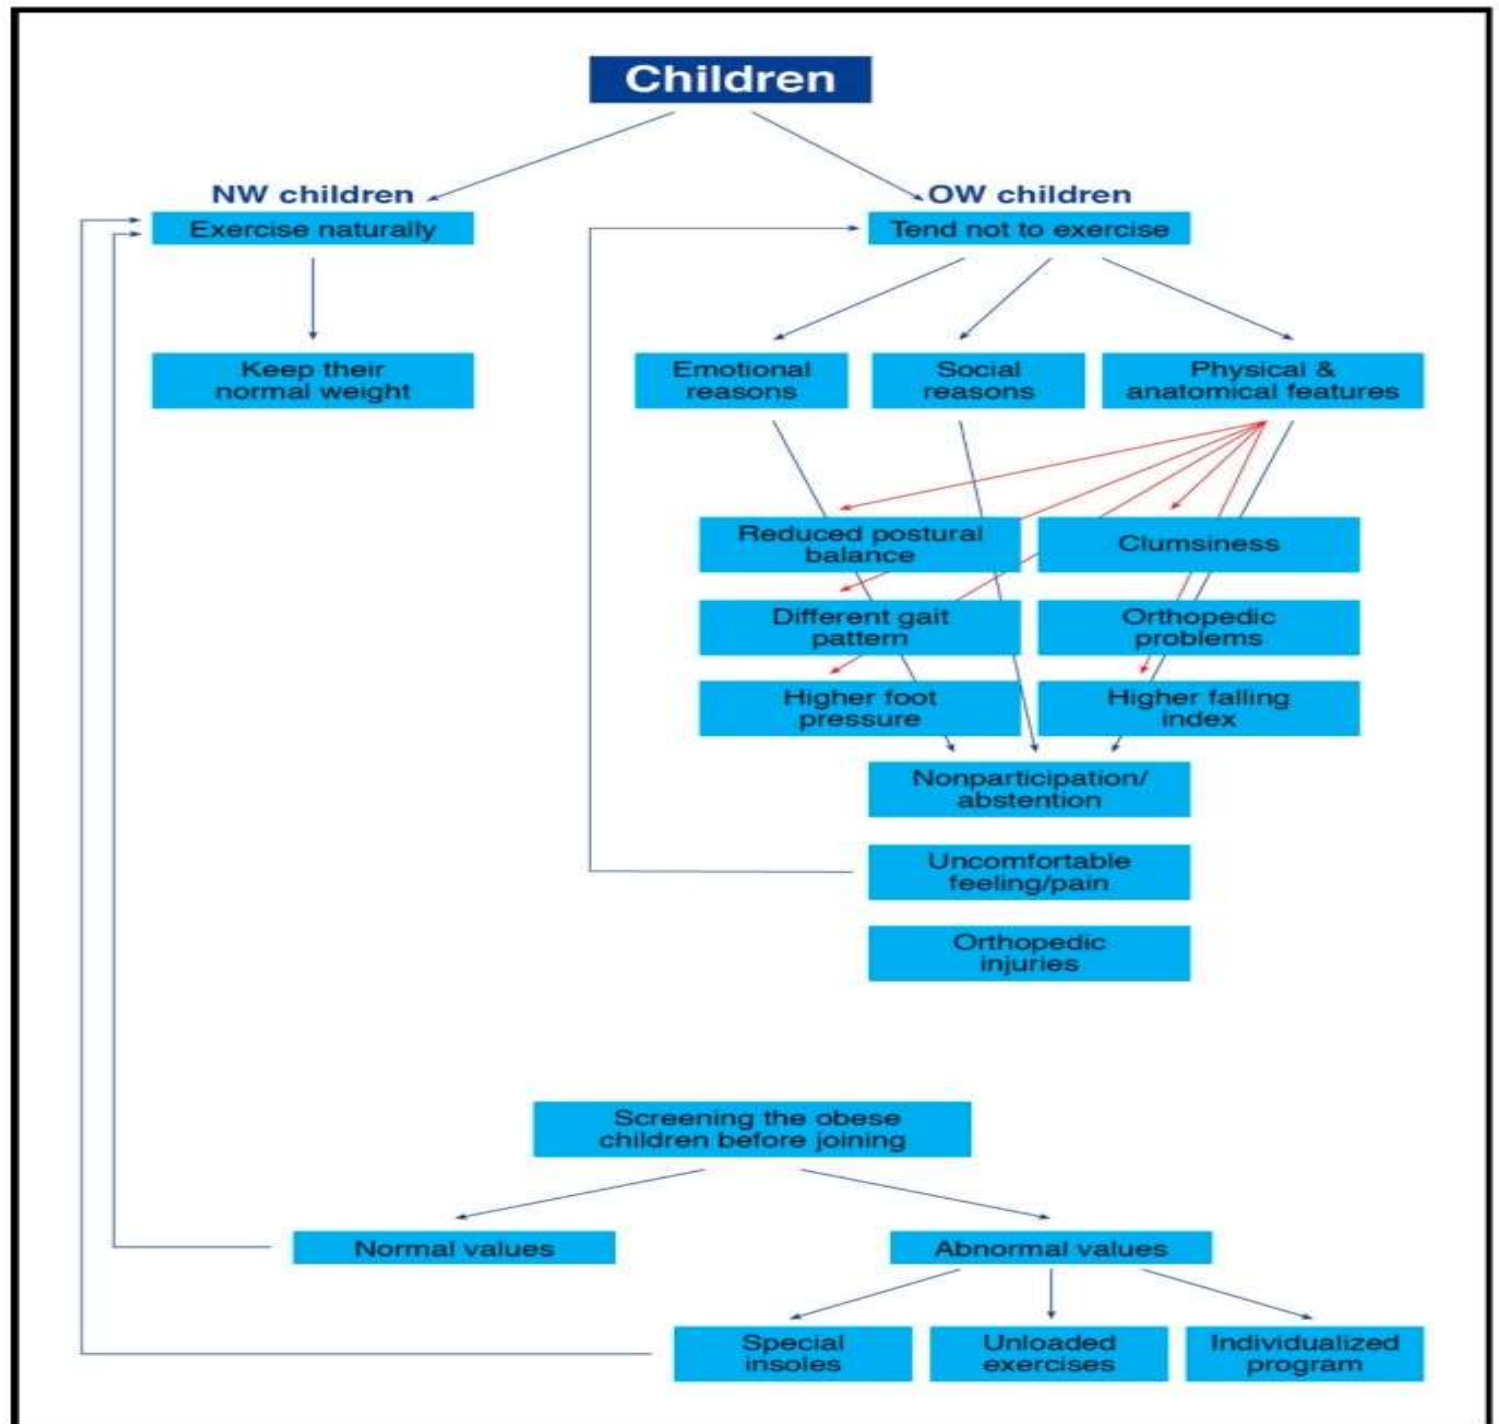 Children
NW children
OW children
Exercise naturally
Tend not to exercise
Keep their
normal weight
Emotional
reasons
Social
reasons
Physical &
anatomical features
Reduced postural
balance
Clumsiness
Different gait
pattern
Orthopedic
problems
Higher foot
pressure
Higher falling
index
Nonparticipation/
abstention
Uncomfortable
feeling/pain
Orthopedic
injuries
Screening the obese
children before joining
Normal values
Abnormal values
Special
insoles
Unloaded
exercises
Individualized
program